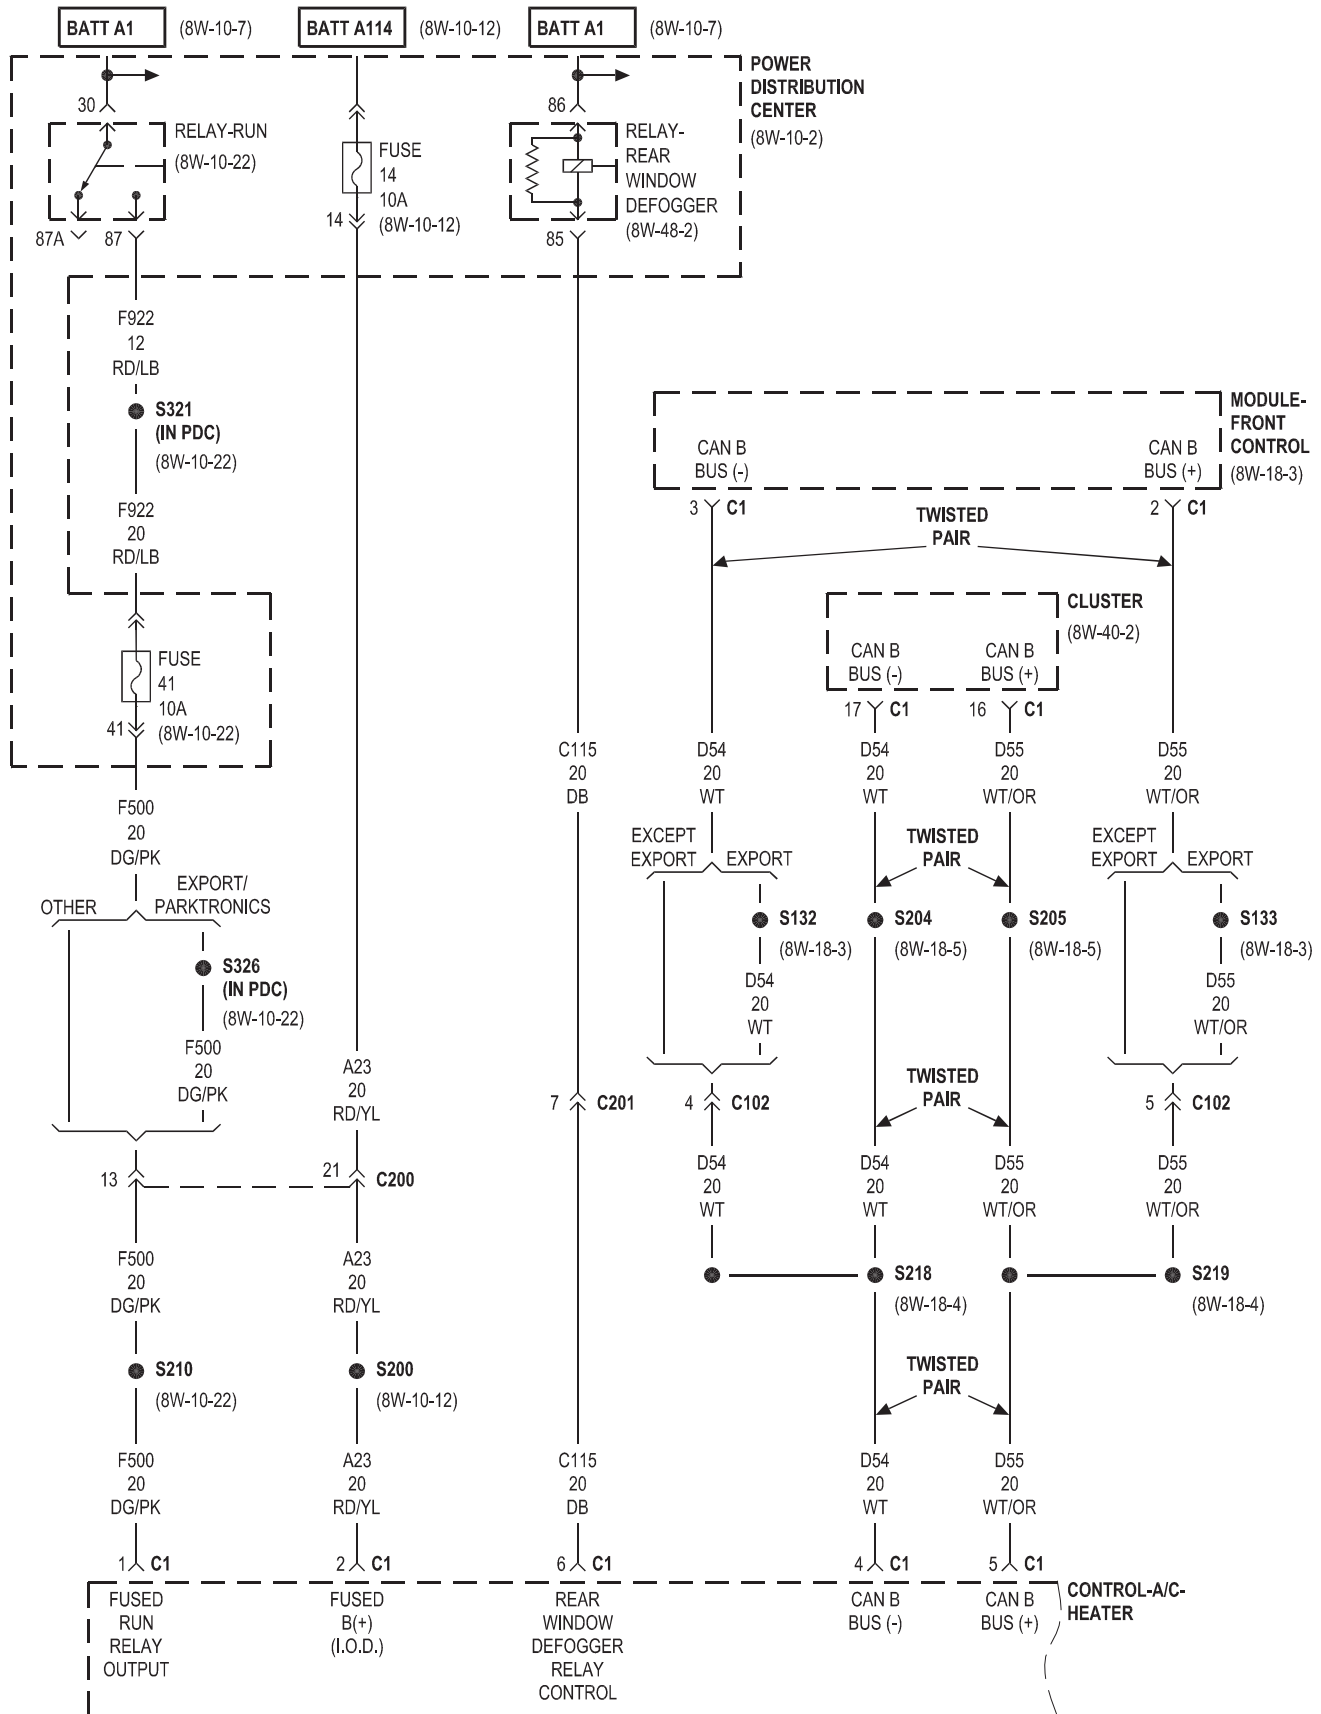 BATT A1 (8W-10-7)
BATT A114 (8W-10-12)
BATT A1 (8W-10-7)
POWER
DISTRIBUTION
CENTER
(8W-10-2)
30
RELAY-RUN
(8W-10-22)
87A
87
FUSE
14
10A
(8W-10-12)
14
86
RELAY-
REAR
WINDOW
DEFOGGER
(8W-48-2)
85
F922
12
RD/LB
S321
(IN PDC)
(8W-10-22)
F922
20
RD/LB
FUSE
41
10A
(8W-10-22)
41
F500
20
DG/PK
OTHER
EXPORT/
PARKTRONICS
S326
(IN PDC)
(8W-10-22)
F500
20
DG/PK
13
F500
20
DG/PK
S210
(8W-10-22)
F500
20
DG/PK
1 C1
A23
20
RD/YL
21
C200
A23
20
RD/YL
S200
(8W-10-12)
A23
20
RD/YL
2 C1
C115
20
DB
7 C201
C115
20
DB
6 C1
MODULE-
FRONT
CONTROL
(8W-18-3)
CAN B
BUS (-)
CAN B
BUS (+)
3 C1
2 C1
TWISTED
PAIR
CLUSTER
(8W-40-2)
CAN B
BUS (-)
CAN B
BUS (+)
17 C1
16 C1
D54
20
WT
D54
20
WT
D55
20
WT/OR
D55
20
WT/OR
EXCEPT
EXPORT
EXPORT
TWISTED
PAIR
EXCEPT
EXPORT
EXPORT
S132
(8W-18-3)
S204
(8W-18-5)
S205
(8W-18-5)
S133
(8W-18-3)
D54
20
WT
D55
20
WT/OR
TWISTED
PAIR
4 C102
5 C102
D54
20
WT
D54
20
WT
D55
20
WT/OR
D55
20
WT/OR
S218
(8W-18-4)
S219
(8W-18-4)
TWISTED
PAIR
D54
20
WT
D55
20
WT/OR
4 C1
5 C1
FUSED
RUN
RELAY
OUTPUT
FUSED
B(+)
(I.O.D.)
REAR
WINDOW
DEFOGGER
RELAY
CONTROL
CAN B
BUS (-)
CAN B
BUS (+)
CONTROL-A/C-
HEATER